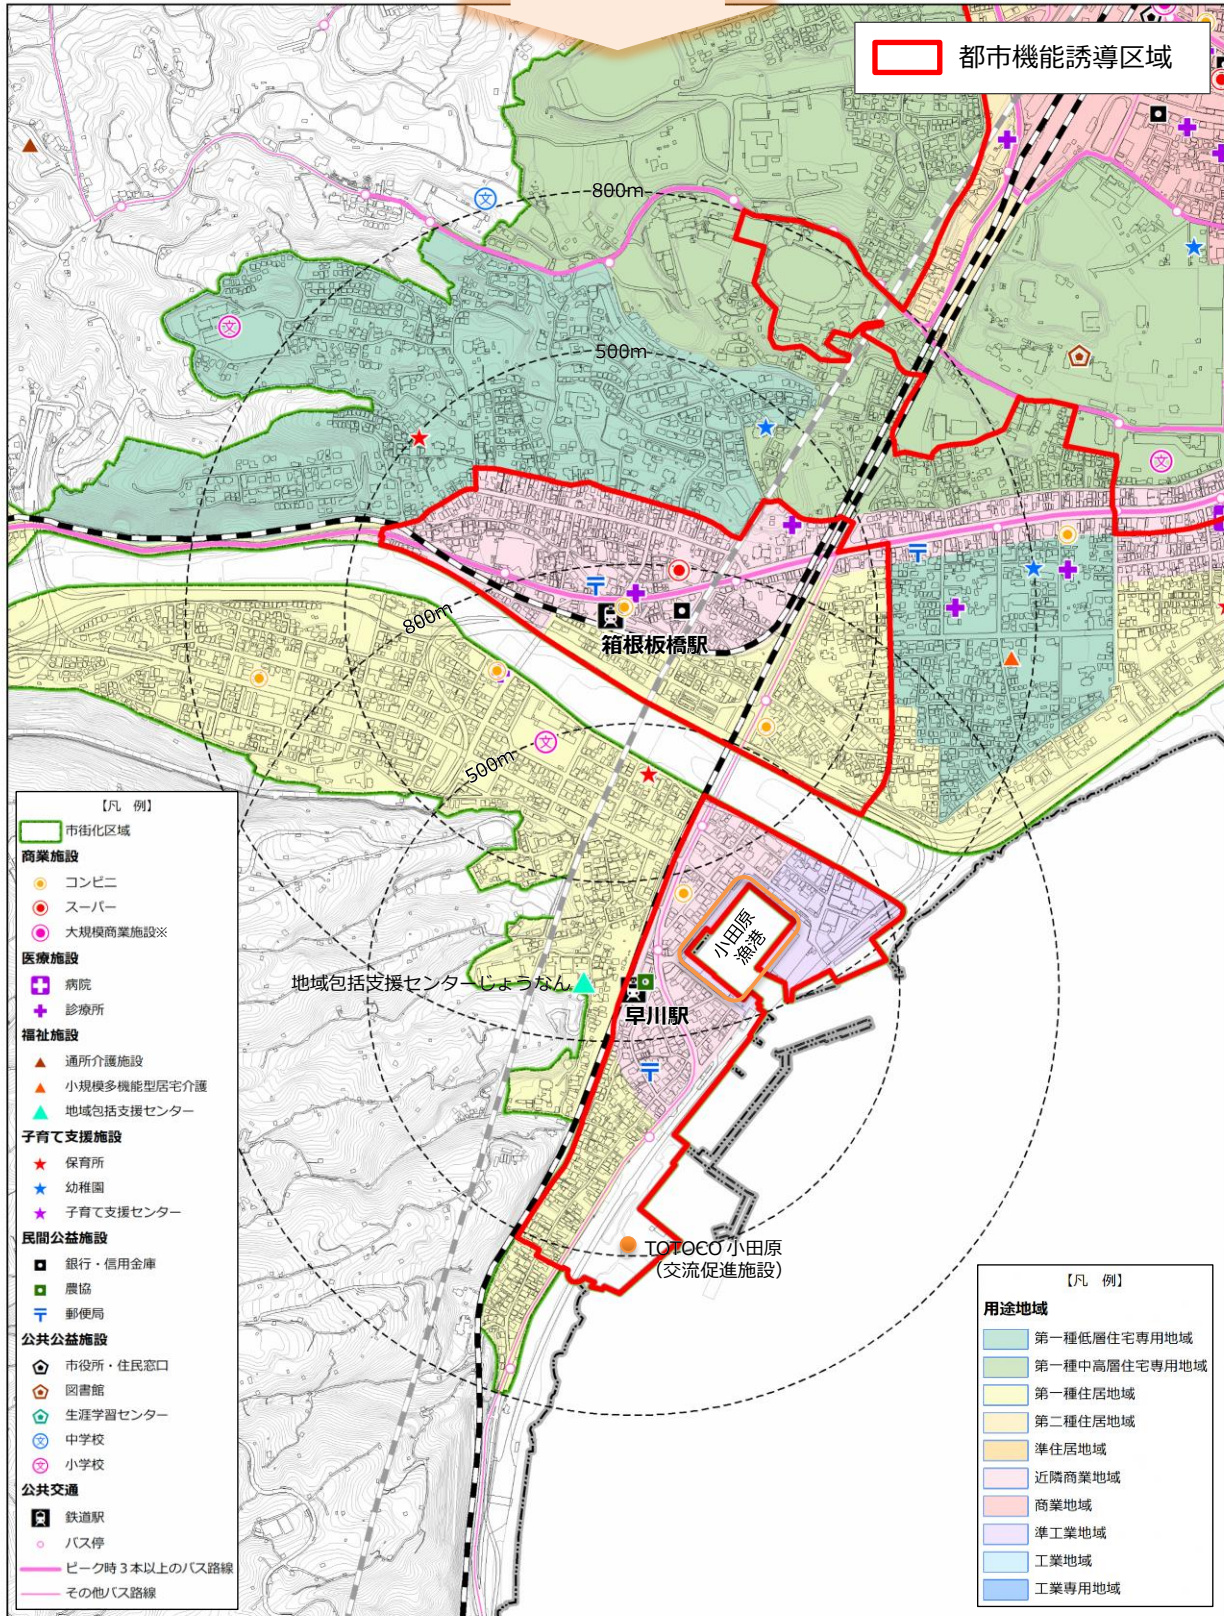 都市機能誘導区域
800m
500m
箱根板橋駅
800m
500m
小田原
漁港
地域包括支援センターじょうなん
早川駅
TOTOCO 小田原
（交流促進施設）
【凡 例】
市街化区域
商業施設
コンビニ
スーパー
大規模商業施設※
医療施設
病院
診療所
福祉施設
通所介護施設
小規模多機能型居宅介護
地域包括支援センター
子育て支援施設
保育所
幼稚園
子育て支援センター
民間公益施設
銀行・信用金庫
農協
郵便局
公共公益施設
市役所・住民窓口
図書館
生涯学習センター
文 中学校
文 小学校
公共交通
鉄道駅
バス停
ピーク時３本以上のバス路線
その他バス路線
【凡 例】
用途地域
第一種低層住宅専用地域
第一種中高層住宅専用地域
第一種住居地域
第二種住居地域
準住居地域
近隣商業地域
商業地域
準工業地域
工業地域
工業専用地域
文
文
文
文